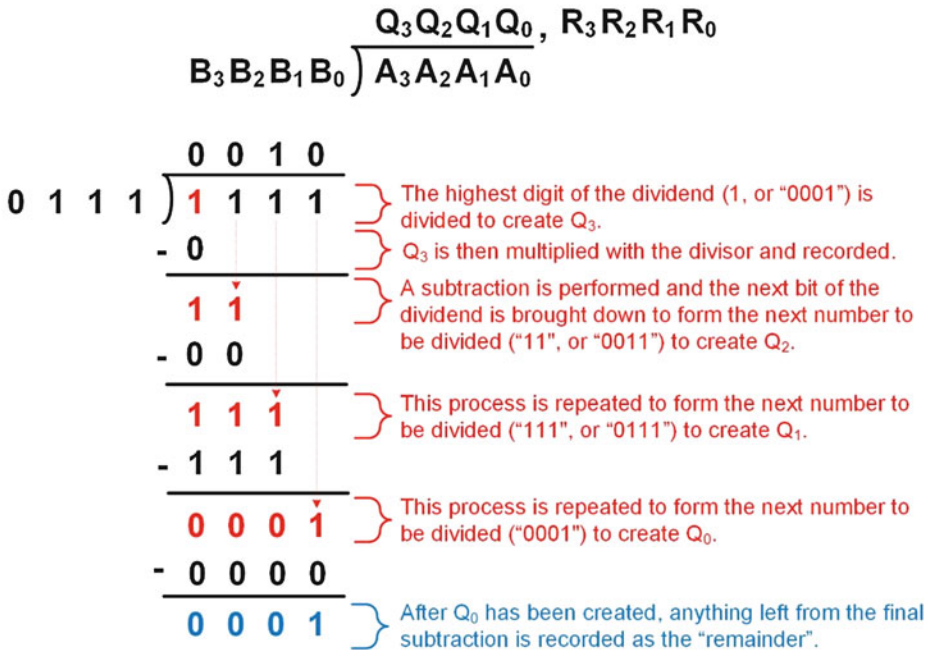 Q₃Q₂Q₁Q₀ , R₃R₂R₁R₀
B₃B₂B₁B₀ ) A₃A₂A₁A₀
0 0 1 0
0 1 1 1 ) 1 1 1 1
The highest digit of the dividend (1, or “0001”) is
divided to create Q₃.
- 0
Q₃ is then multiplied with the divisor and recorded.
1 1
A subtraction is performed and the next bit of the
dividend is brought down to form the next number to
be divided (“11", or “0011”) to create Q₂.
- 0 0
1 1 1
This process is repeated to form the next number to
be divided (“111", or “0111”) to create Q₁.
- 1 1 1
0 0 0 1
This process is repeated to form the next number to
be divided (“0001”) to create Q₀.
- 0 0 0 0
0 0 0 1
After Q₀ has been created, anything left from the final
subtraction is recorded as the “remainder”.